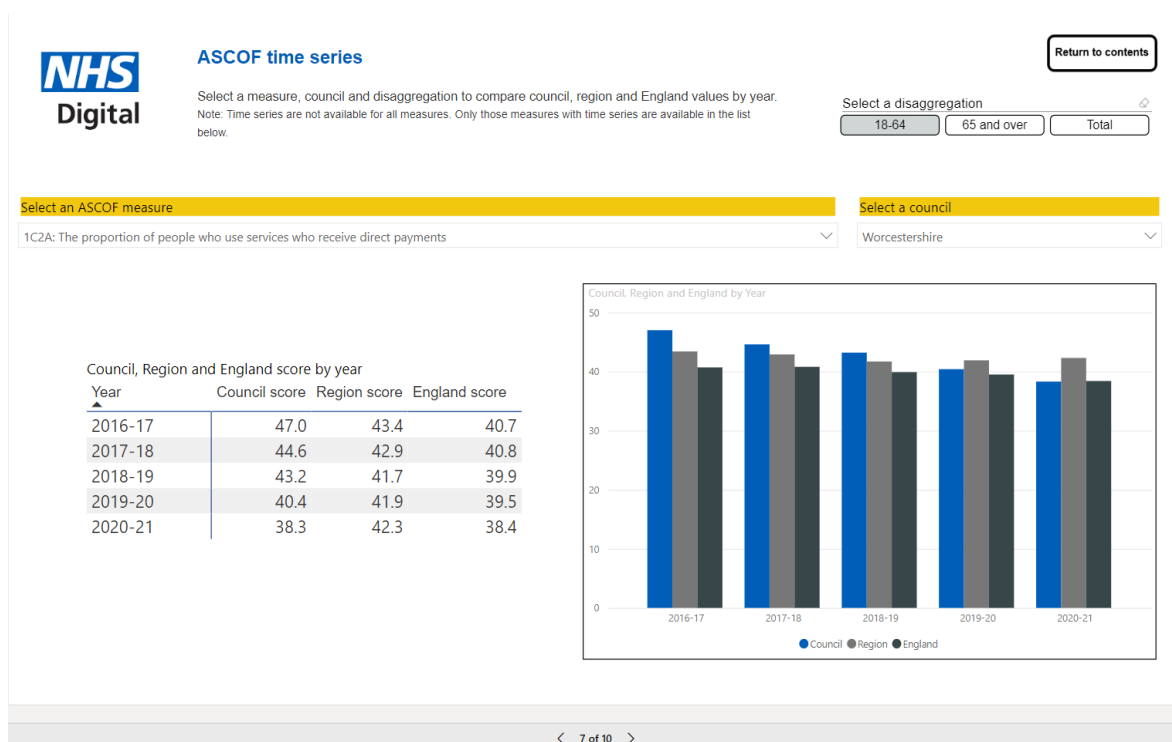 NHS
Digital
ASCOF time series
Select a measure, council and disaggregation to compare council, region and England values by year.
Note: Time series are not available for all measures. Only those measures with time series are available in the list
below.
Return to contents
Select a disaggregation
18-64 65 and over Total
Select an ASCOF measure
1C2A: The proportion of people who use services who receive direct payments
Select a council
Worcestershire
Council, Region and England score by year
Year Council score Region score England score
2016-17 47.0 43.4 40.7
2017-18 44.6 42.9 40.8
2018-19 43.2 41.7 39.9
2019-20 40.4 41.9 39.5
2020-21 38.3 42.3 38.4
Council, Region and England by Year
50
40
30
20
10
0
2016-17 2017-18 2018-19 2019-20 2020-21
Council Region England
7 of 10